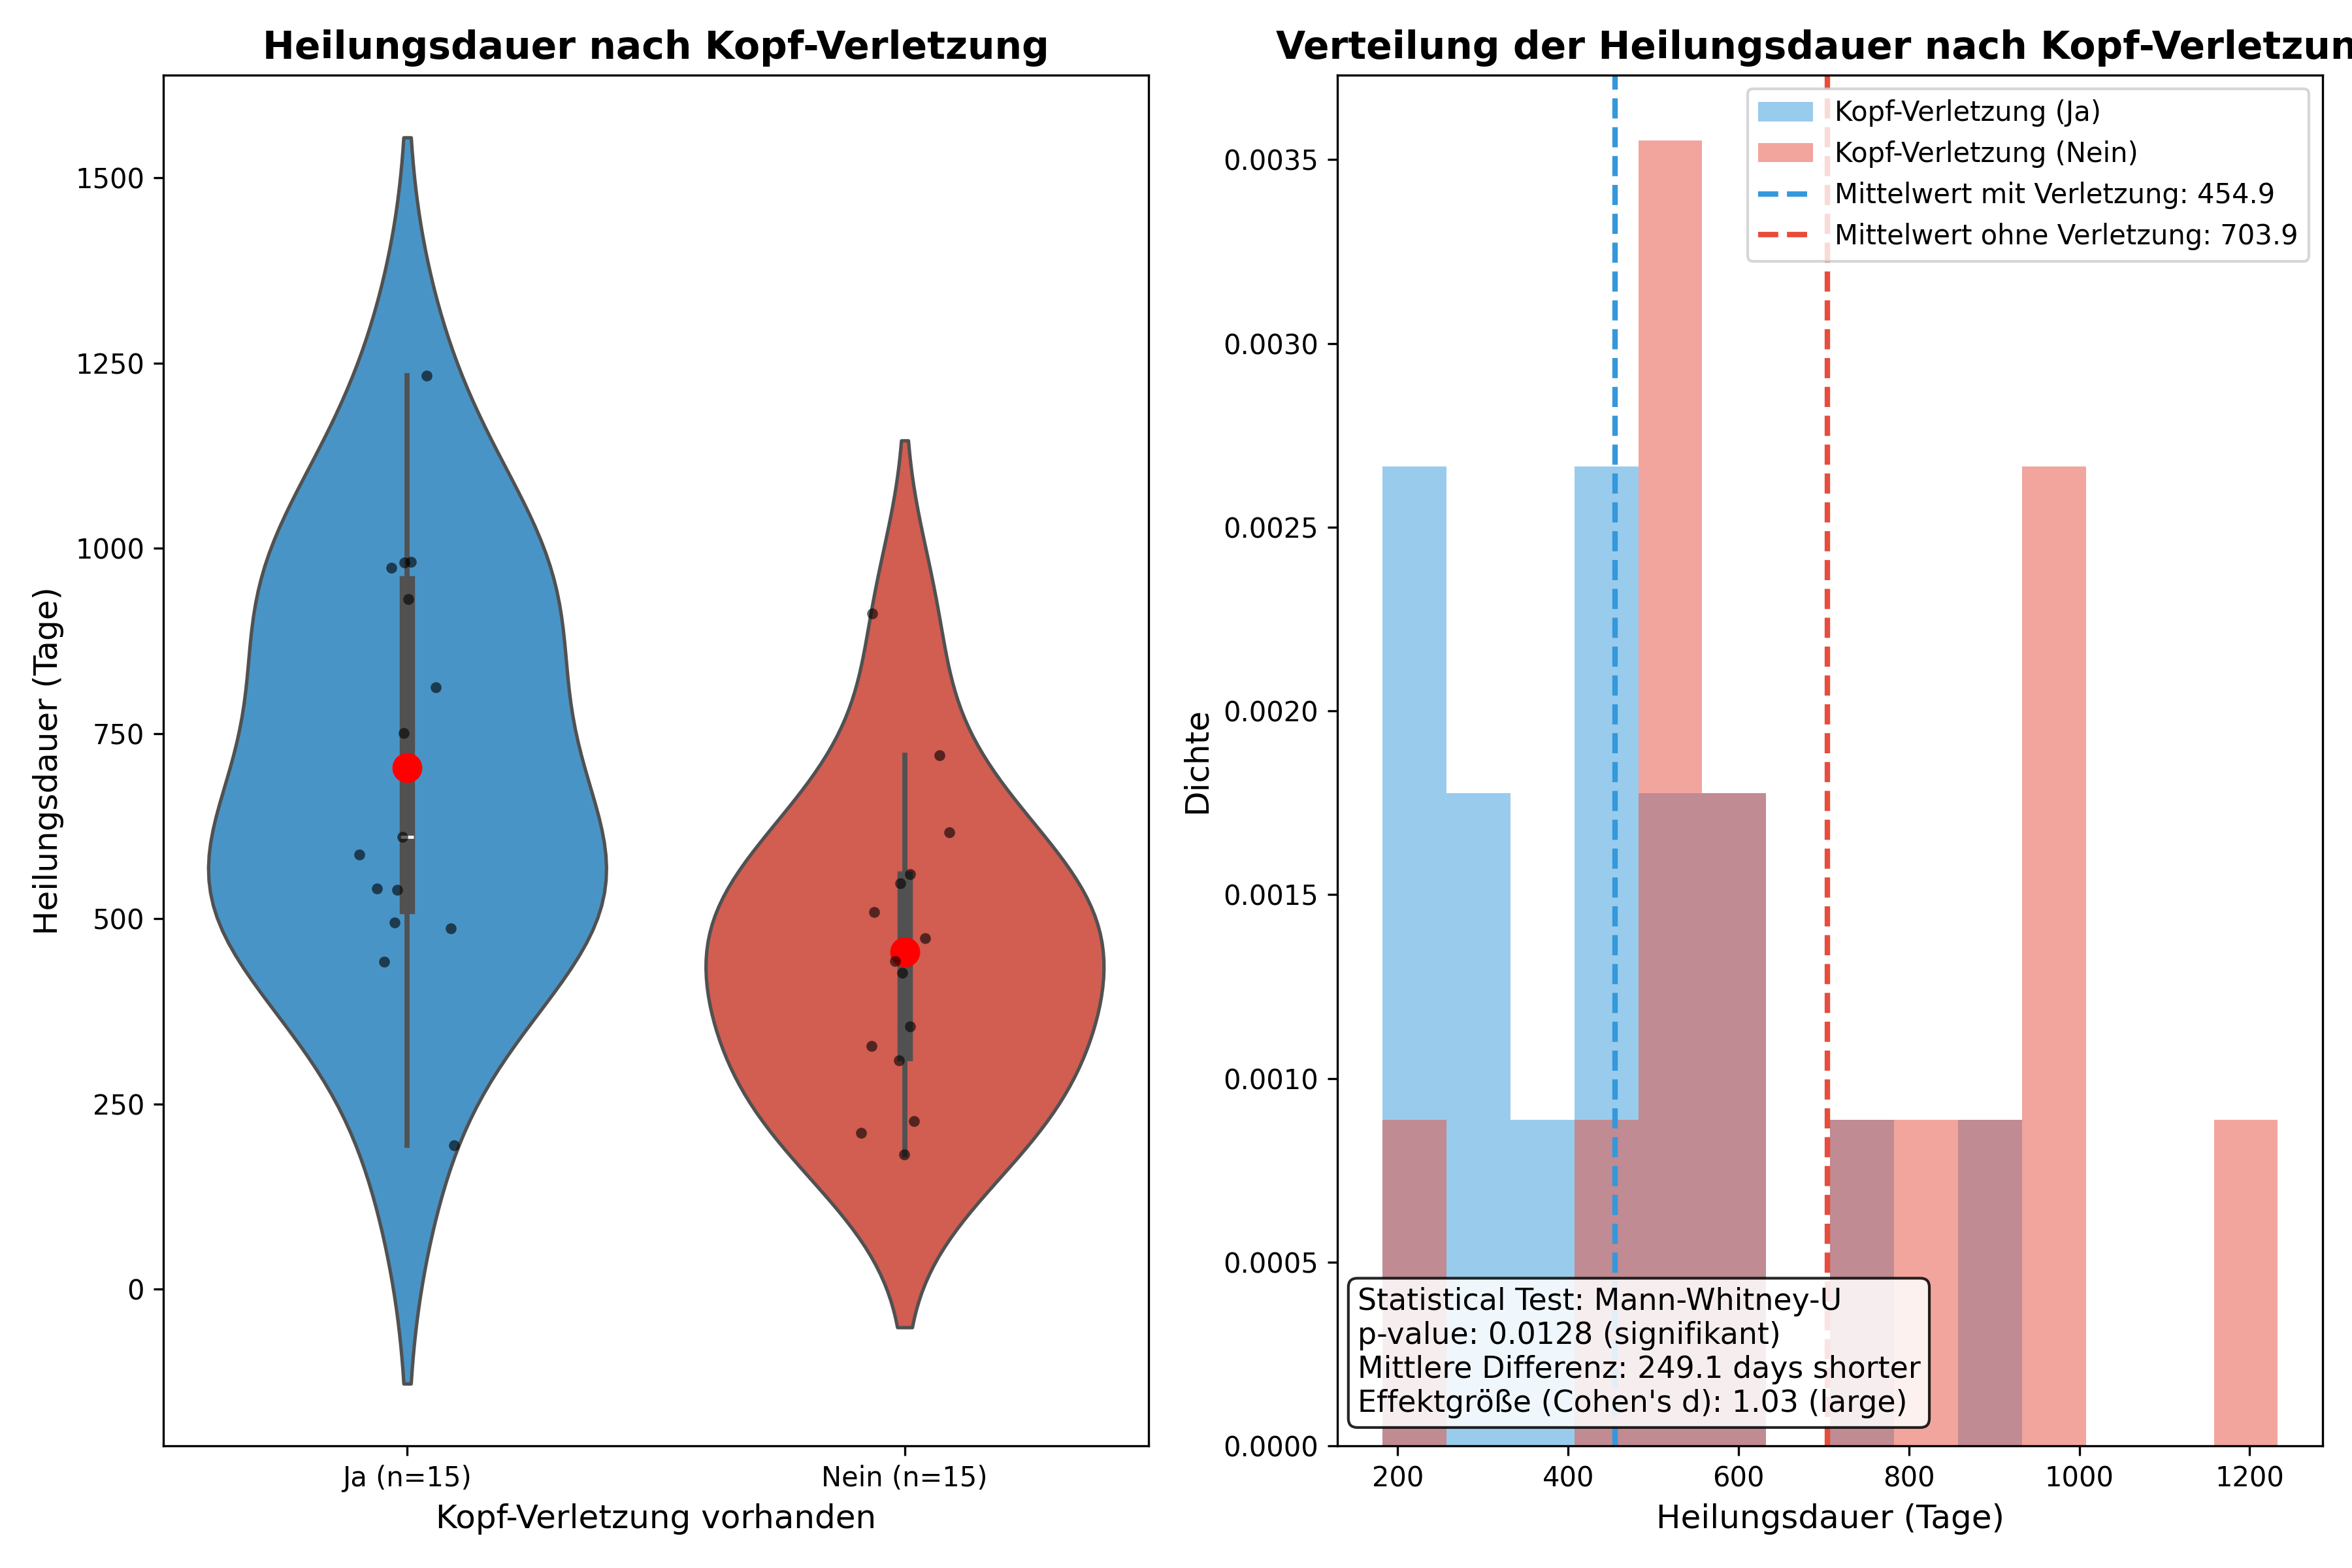 Heilungsdauer nach Kopf-Verletzung
Heilungsdauer (Tage)
1500
1250
1000
750
500
250
0
Ja (n=15)
Nein (n=15)
Kopf-Verletzung vorhanden
Verteilung der Heilungsdauer nach Kopf-Verletzun
Dichte
0.0035
0.0030
0.0025
0.0020
0.0015
0.0010
0.0005
0.0000
Kopf-Verletzung (Ja)
Kopf-Verletzung (Nein)
Mittelwert mit Verletzung: 454.9
Mittelwert ohne Verletzung: 703.9
Statistical Test: Mann-Whitney-U
p-value: 0.0128 (signifikant)
Mittlere Differenz: 249.1 days shorter
Effektgröße (Cohen's d): 1.03 (large)
200
400
600
800
1000
1200
Heilungsdauer (Tage)